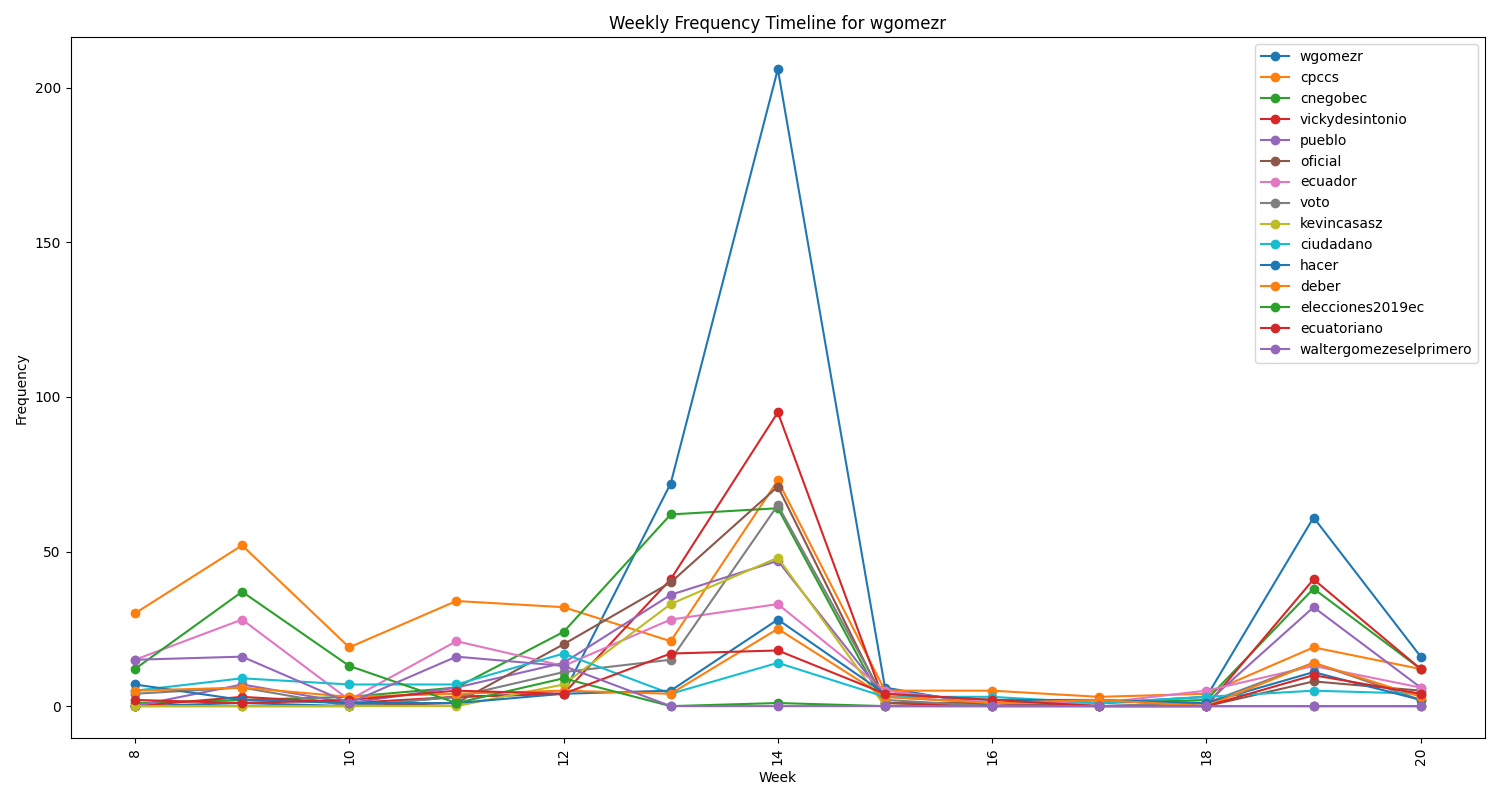 Weekly Frequency Timeline for wgomezr
wgomezr
cpccs
cnegobec
vickydesintonio
pueblo
oficial
ecuador
voto
kevincasasz
ciudadano
hacer
deber
elecciones2019ec
ecuatoriano
waltergomezeselprimero
200
150
100
50
0
Frequency
8
10
12
14
16
18
20
Week